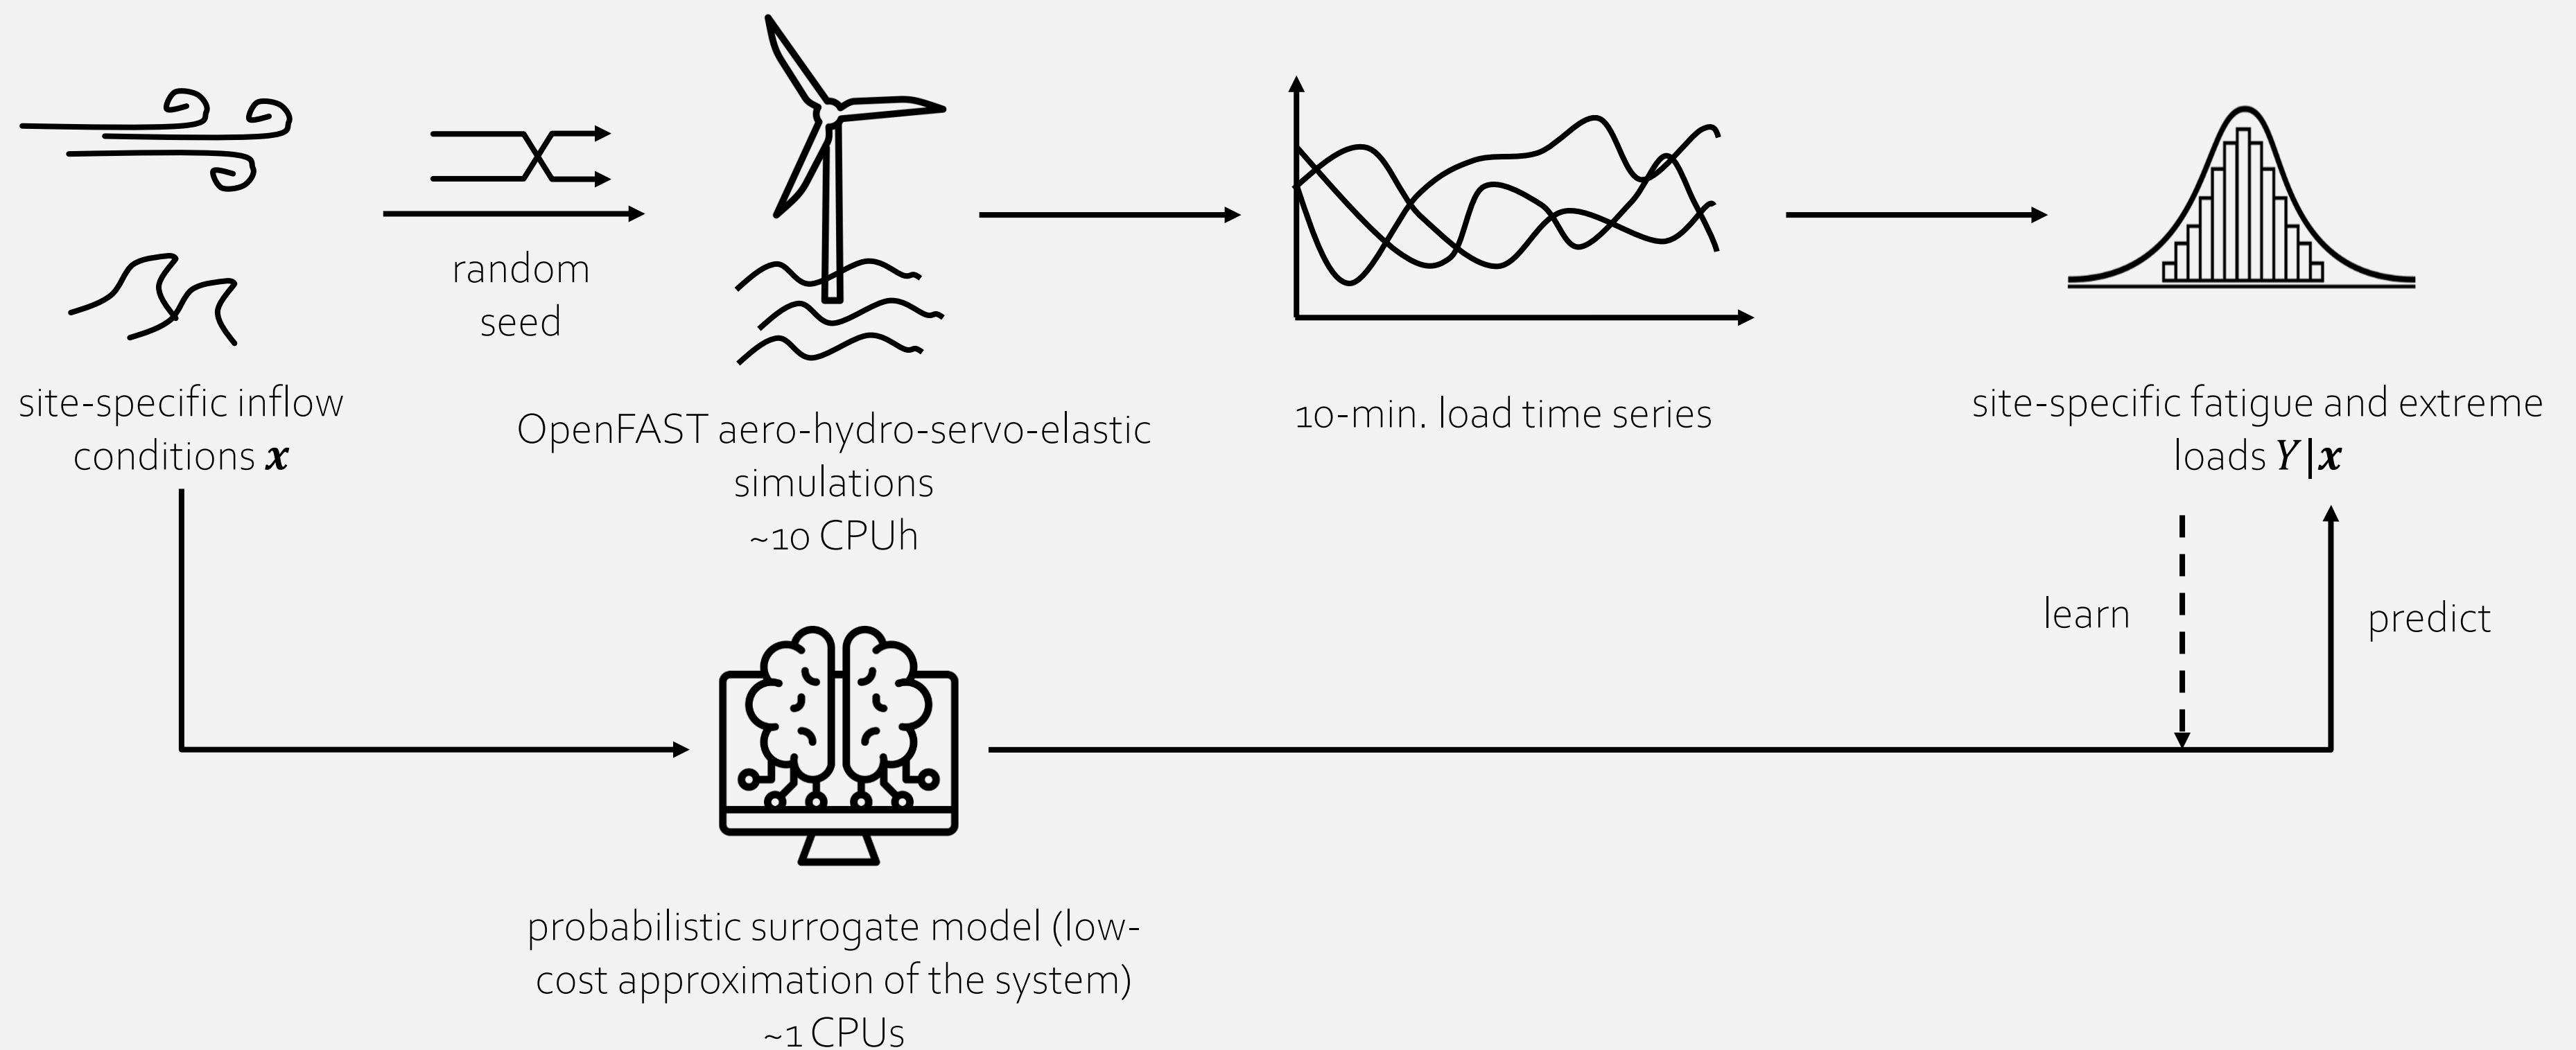 random
seed
site-specific inflow
conditions x
OpenFAST aero-hydro-servo-elastic
simulations
~10 CPUh
10-min. load time series
site-specific fatigue and extreme
loads Y|x
learn
predict
probabilistic surrogate model (low-
cost approximation of the system)
~1 CPUs